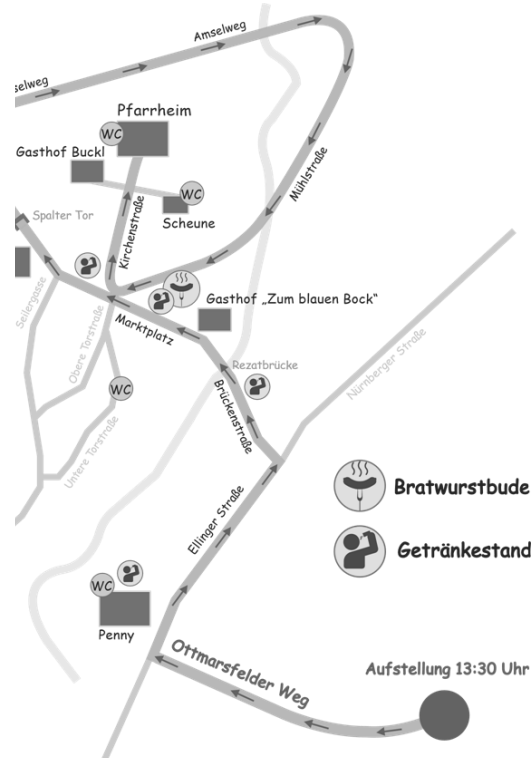 Amselweg
selweg
Pfarrheim
WC
Gasthof Buckl
WC
Mühlstraße
Spalter Tor
Kirchenstraße
Scheune
Seilergasse
Gasthof „Zum blauen Bock“
Marktplatz
Obere Torstraße
Rezatbrücke
Nürnberger Straße
WC
Brückenstraße
Untere Torstraße
Bratwurstbude
Ellinger Straße
Getränkestand
WC
Penny
Ottmarsfelder Weg
Aufstellung 13:30 Uhr